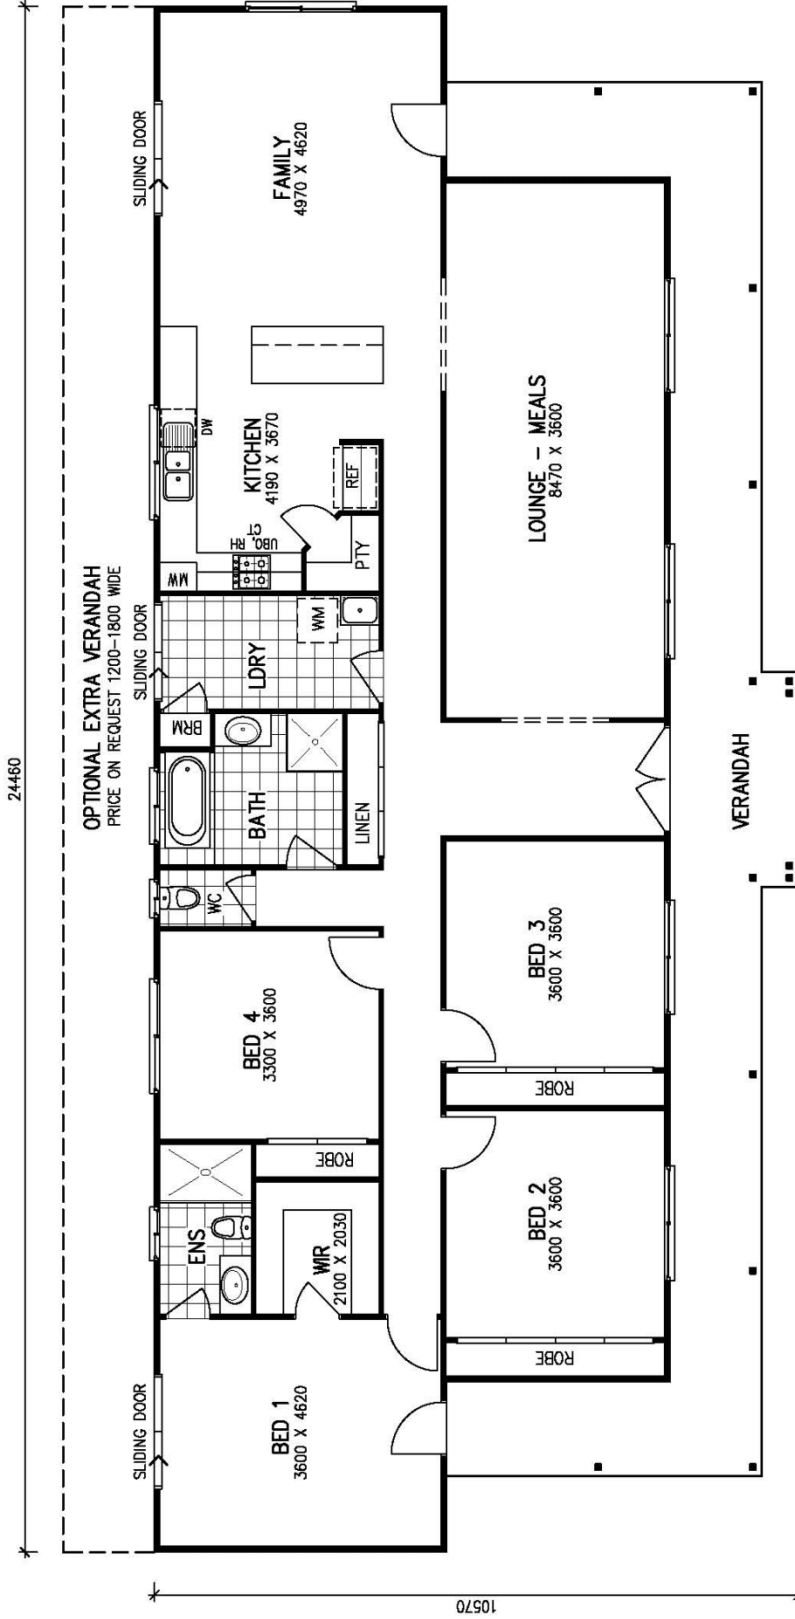 24460
OPTIONAL EXTRA VERANDAH
PRICE ON REQUEST 1200-1800 WIDE
SLIDING DOOR
SLIDING DOOR
SLIDING DOOR
BED 1
3600 X 4620
ENS
WIR
2100 X 2030
ROBE
BED 4
3300 X 3600
WC
BATH
LINEN
BRM
LDRY
WM
MW
UBO, RH
CT
PTY
REF
KITCHEN
4190 X 3670
DW
FAMILY
4970 X 4620
ROBE
BED 2
3600 X 3600
ROBE
BED 3
3600 X 3600
LOUNGE - MEALS
8470 X 3600
VERANDAH
10570